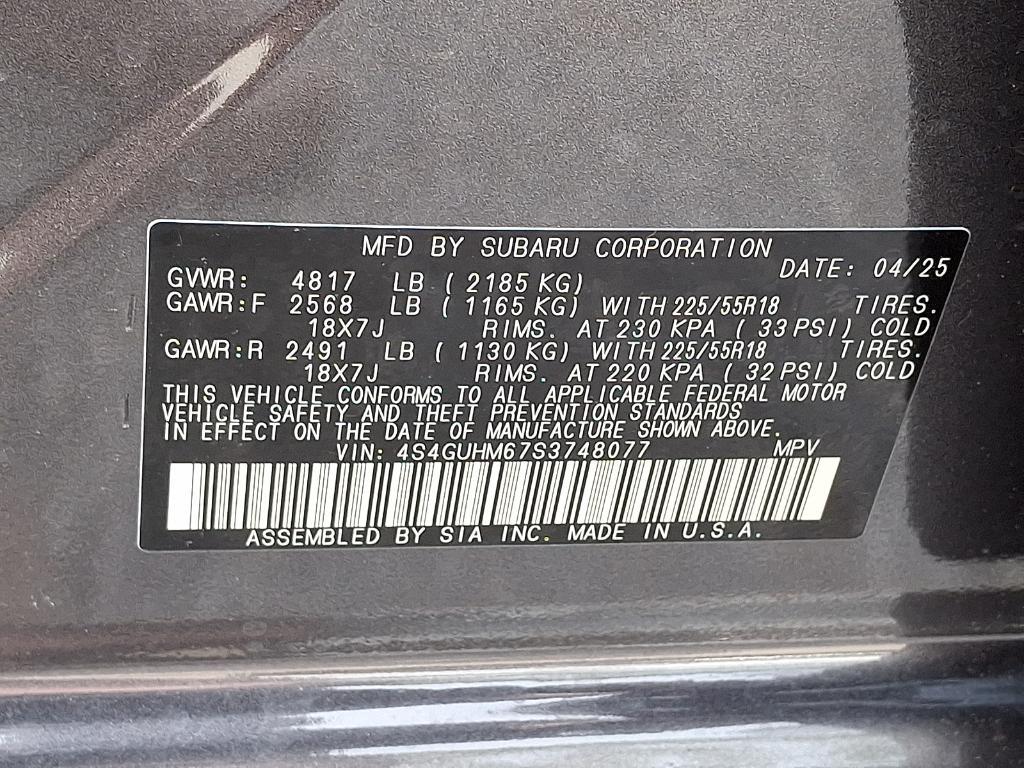 MFD BY SUBARU CORPORATION
DATE: 04/25
GVWR: 4817 LB ( 2185 KG)
GAWR:F 2568 LB ( 1165 KG) WITH 225/55R18 TIRES.
18X7J RIMS. AT 230 KPA ( 33 PSI) COLD
GAWR:R 2491 LB ( 1130 KG) WITH 225/55R18 TIRES.
18X7J RIMS. AT 220 KPA ( 32 PSI) COLD
THIS VEHICLE CONFORMS TO ALL APPLICABLE FEDERAL MOTOR
VEHICLE SAFETY AND THEFT PREVENTION STANDARDS
IN EFFECT ON THE DATE OF MANUFACTURE SHOWN ABOVE.
VIN: 4S4GUHM67S3748077 MPV
ASSEMBLED BY SIA INC. MADE IN U.S.A.